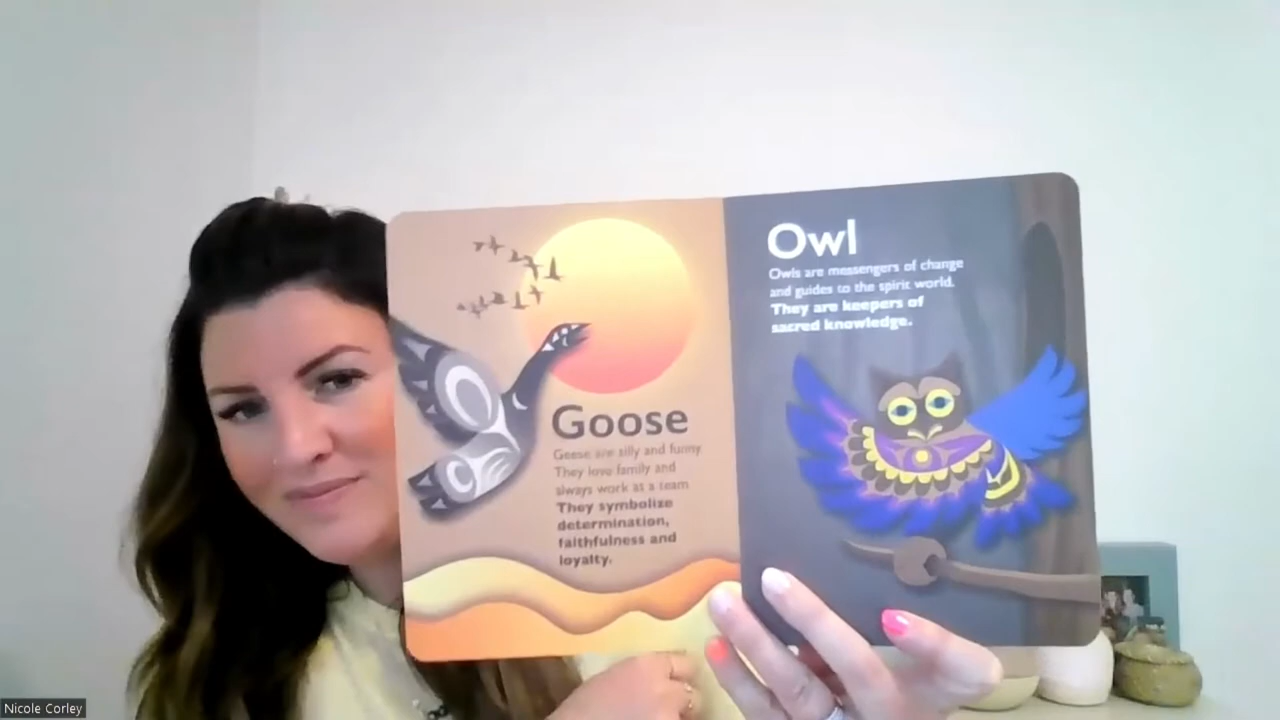 Goose
Geese are silly and funny
They love family and
always work as a team
They symbolize
determination,
faithfulness and
loyalty.
Owl
Owls are messengers of change
and guides to the spirit world.
They are keepers of
sacred knowledge.
Nicole Corley